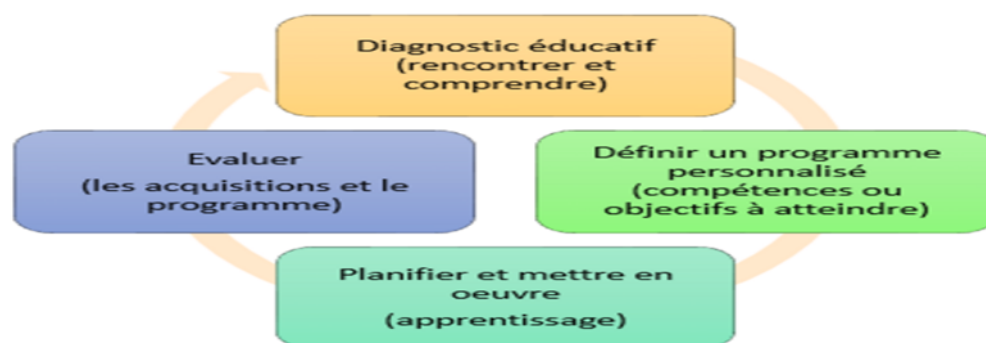 Diagnostic éducatif
(rencontrer et
comprendre)
Définir un programme
personnalisé
(compétences ou
objectifs à atteindre)
Planifier et mettre en
oeuvre
(apprentissage)
Evaluer
(les acquisitions et le
programme)